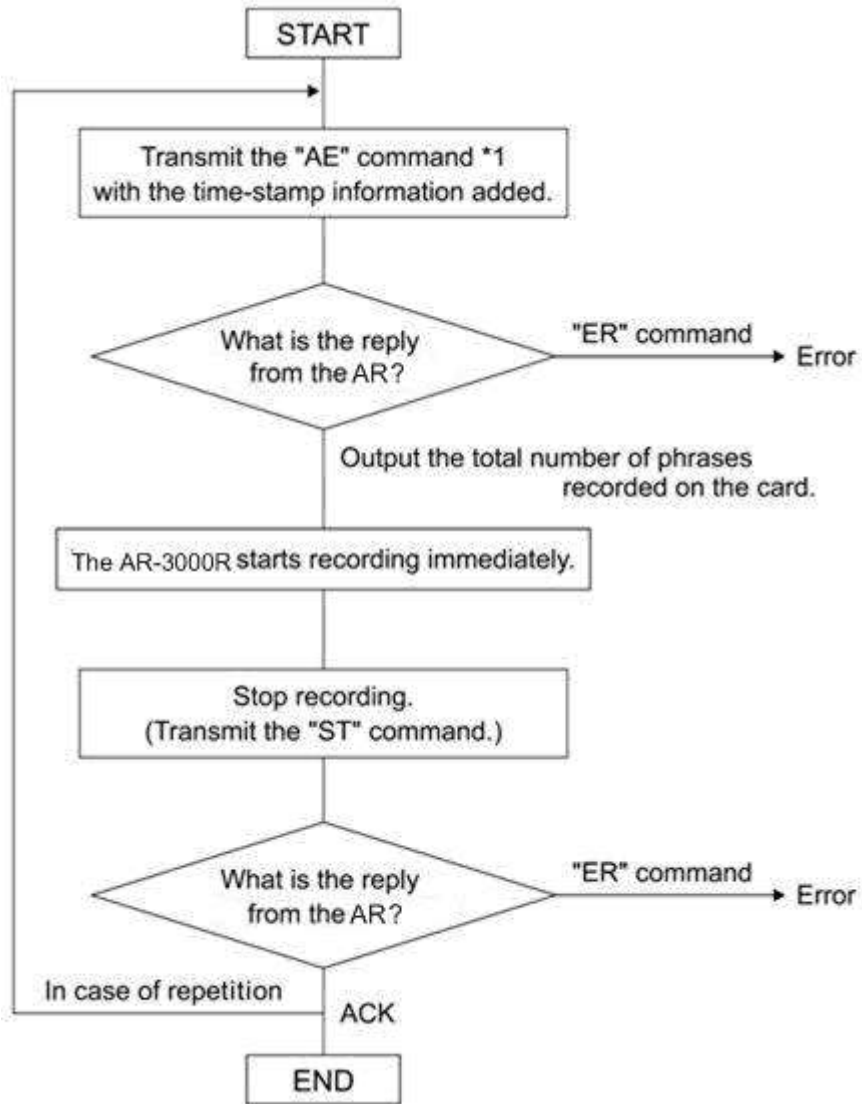 START
Transmit the "AE" command *1
with the time-stamp information added.
What is the reply
from the AR?
"ER" command
Error
Output the total number of phrases
recorded on the card.
The AR-3000R starts recording immediately.
Stop recording.
(Transmit the "ST" command.)
What is the reply
from the AR?
"ER" command
Error
In case of repetition
ACK
END